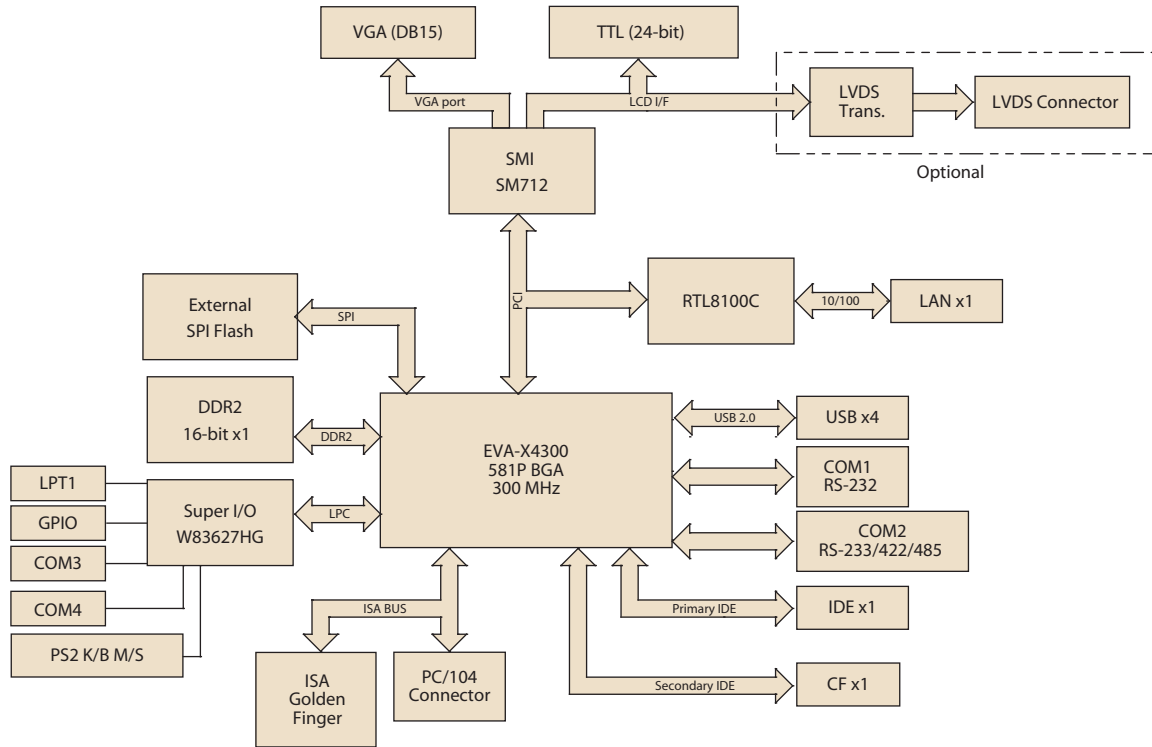 VGA (DB15)
TTL (24-bit)
LVDS
Trans.
LVDS Connector
VGA port
LCD I/F
Optional
SMI
SM712
PCI
External
SPI Flash
SPI
RTL8100C
10/100
LAN x1
DDR2
16-bit x1
DDR2
EVA-X4300
581P BGA
300 MHz
USB 2.0
USB x4
COM1
RS-232
COM2
RS-233/422/485
LPT1
GPIO
COM3
COM4
PS2 K/B M/S
Super I/O
W83627HG
LPC
ISA BUS
Primary IDE
IDE x1
ISA
Golden
Finger
PC/104
Connector
Secondary IDE
CF x1